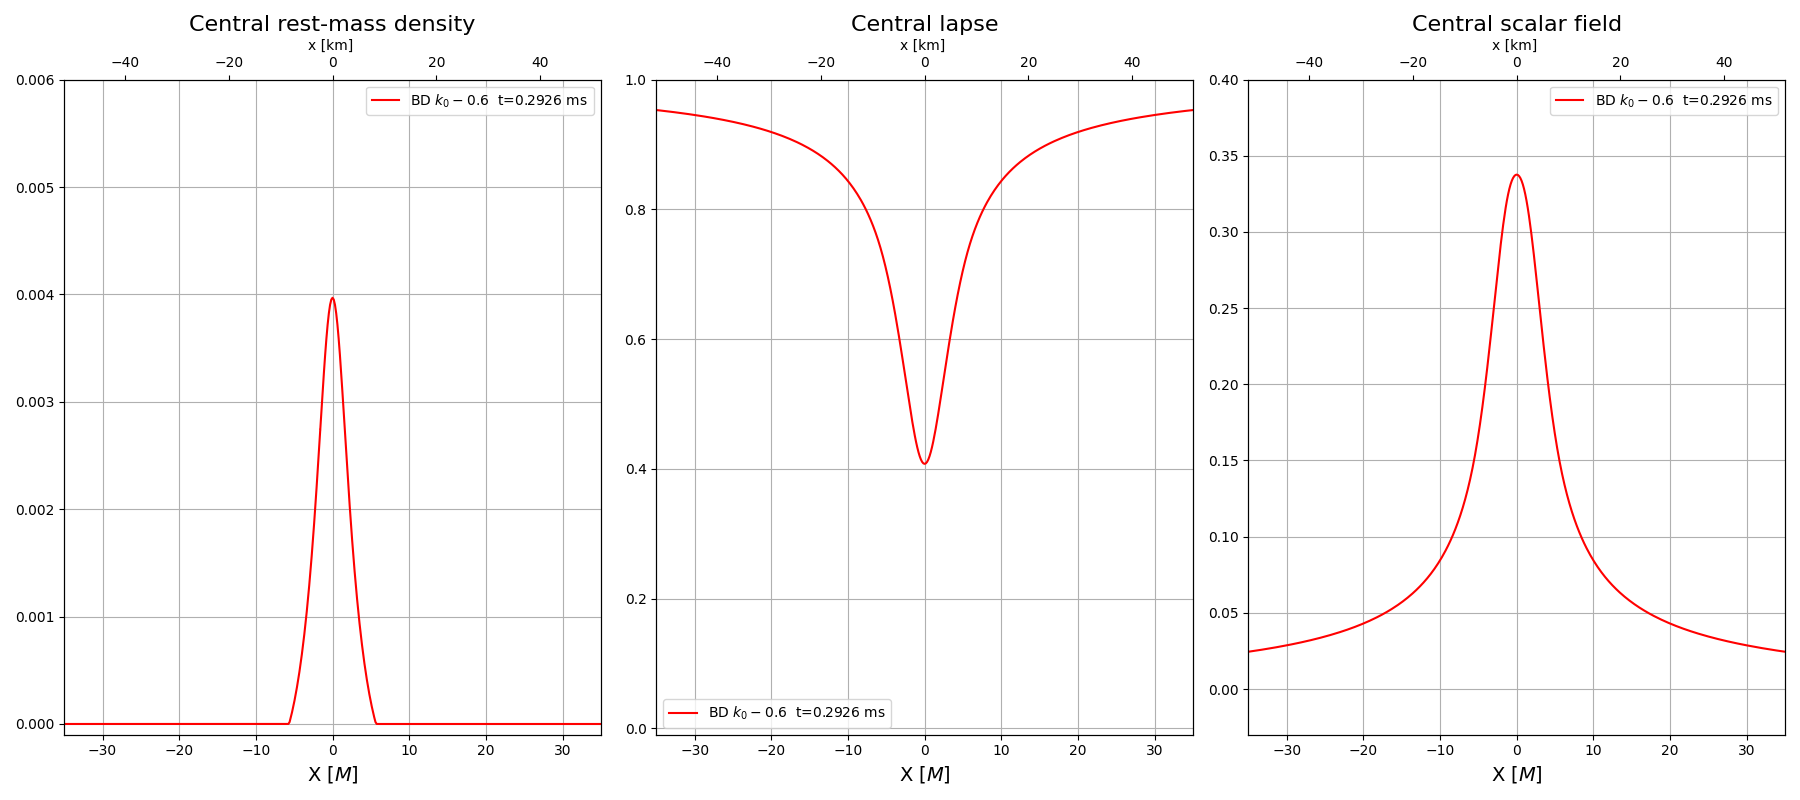 Central rest-mass density
x [km]
−40 −20 0 20 40
0.006
0.005
0.004
0.003
0.002
0.001
0.000
BD k₀ − 0.6 t=0.2926 ms
−30 −20 −10 0 10 20 30
X [M]
Central lapse
x [km]
−40 −20 0 20 40
1.0
0.8
0.6
0.4
0.2
0.0
BD k₀ − 0.6 t=0.2926 ms
−30 −20 −10 0 10 20 30
X [M]
Central scalar field
x [km]
−40 −20 0 20 40
0.40
0.35
0.30
0.25
0.20
0.15
0.10
0.05
0.00
BD k₀ − 0.6 t=0.2926 ms
−30 −20 −10 0 10 20 30
X [M]